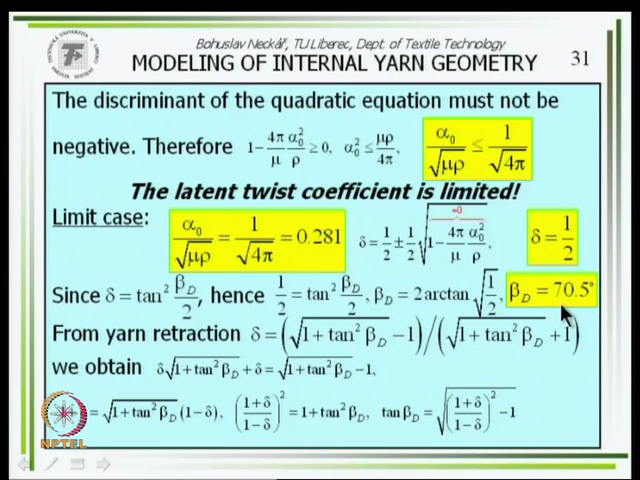 Bohuslav Neckář, TU Liberec, Dept. of Textile Technology
MODELING OF INTERNAL YARN GEOMETRY 31
The discriminant of the quadratic equation must not be
negative. Therefore 1 − (4π/μ)(α₀²/ρ) ≥ 0, α₀² ≤ μρ/4π, α₀/√μρ ≤ 1/√4π
The latent twist coefficient is limited!
Limit case: α₀/√μρ = 1/√4π = 0.281 δ = 1/2 ± 1/2 √(1 − (4π/μ)(α₀²/ρ)), =0 δ = 1/2
Since δ = tan² β_D/2, hence 1/2 = tan² β_D/2, β_D = 2 arctan √(1/2), β_D = 70.5°
From yarn retraction δ = (√(1+tan² β_D) − 1)/(√(1+tan² β_D) + 1)
we obtain δ√(1+tan² β_D) + δ = √(1+tan² β_D) − 1,
= √(1+tan² β_D) (1−δ), ((1+δ)/(1−δ))² = 1+tan² β_D, tan β_D = √(((1+δ)/(1−δ))² − 1)
NPTEL